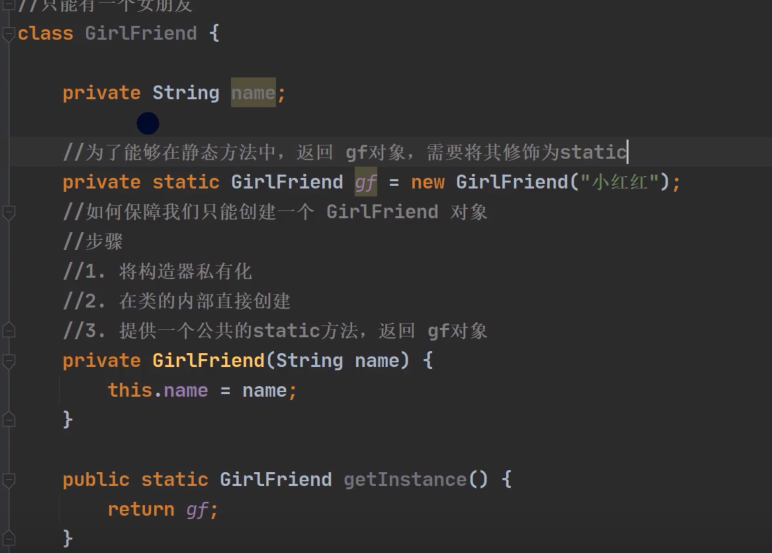 //只能有一个女朋友
class GirlFriend {
private String name;
//为了能够在静态方法中，返回 gf对象，需要将其修饰为static
private static GirlFriend gf = new GirlFriend("小红红");
//如何保障我们只能创建一个 GirlFriend 对象
//步骤
//1. 将构造器私有化
//2. 在类的内部直接创建
//3. 提供一个公共的static方法，返回 gf对象
private GirlFriend(String name) {
this.name = name;
}
public static GirlFriend getInstance() {
return gf;
}